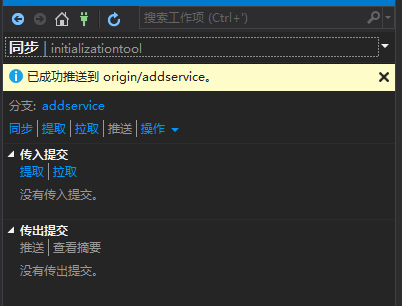 搜索工作项 (Ctrl+')
同步 | initializationtool
已成功推送到 origin/addservice。
分支: addservice
同步 | 提取 | 拉取 | 推送 | 操作
传入提交
提取 | 拉取
没有传入提交。
传出提交
推送 | 查看摘要
没有传出提交。